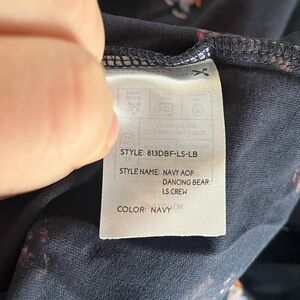 STYLE: 813DBF-LS-LB
STYLE NAME: NAVY AOP
DANCING BEAR
LS CREW
COLOR: NAVY